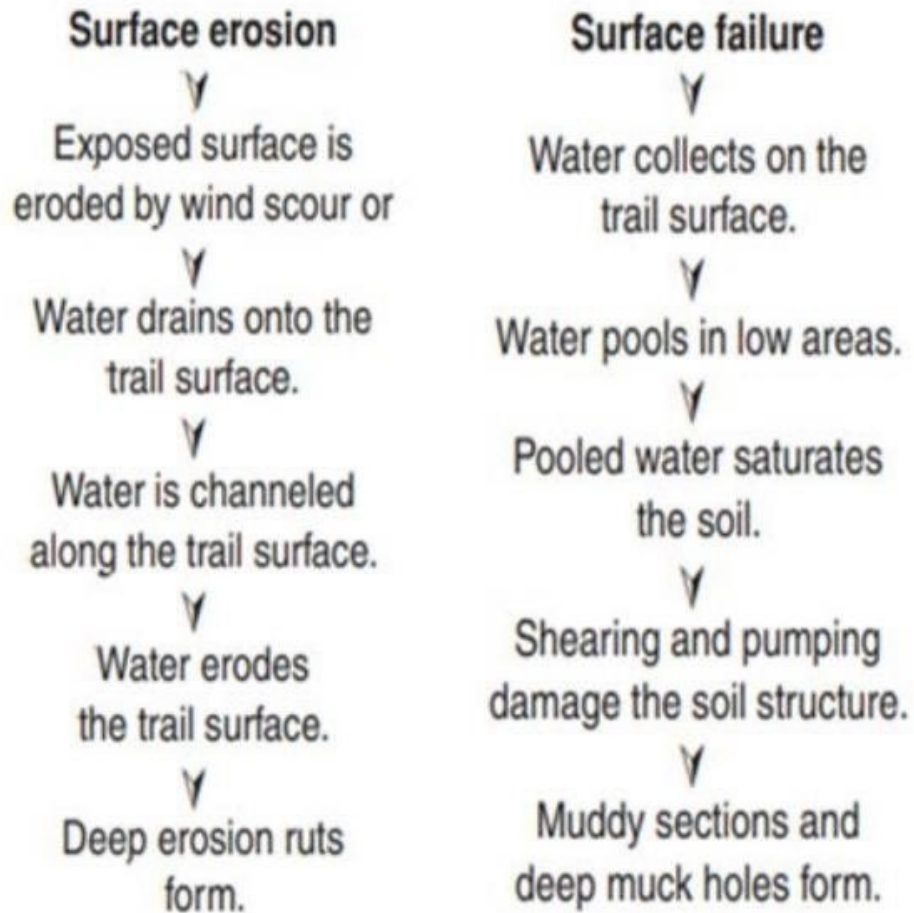 Surface erosion
Exposed surface is
eroded by wind scour or
Water drains onto the
trail surface.
Water is channeled
along the trail surface.
Water erodes
the trail surface.
Deep erosion ruts
form.
Surface failure
Water collects on the
trail surface.
Water pools in low areas.
Pooled water saturates
the soil.
Shearing and pumping
damage the soil structure.
Muddy sections and
deep muck holes form.